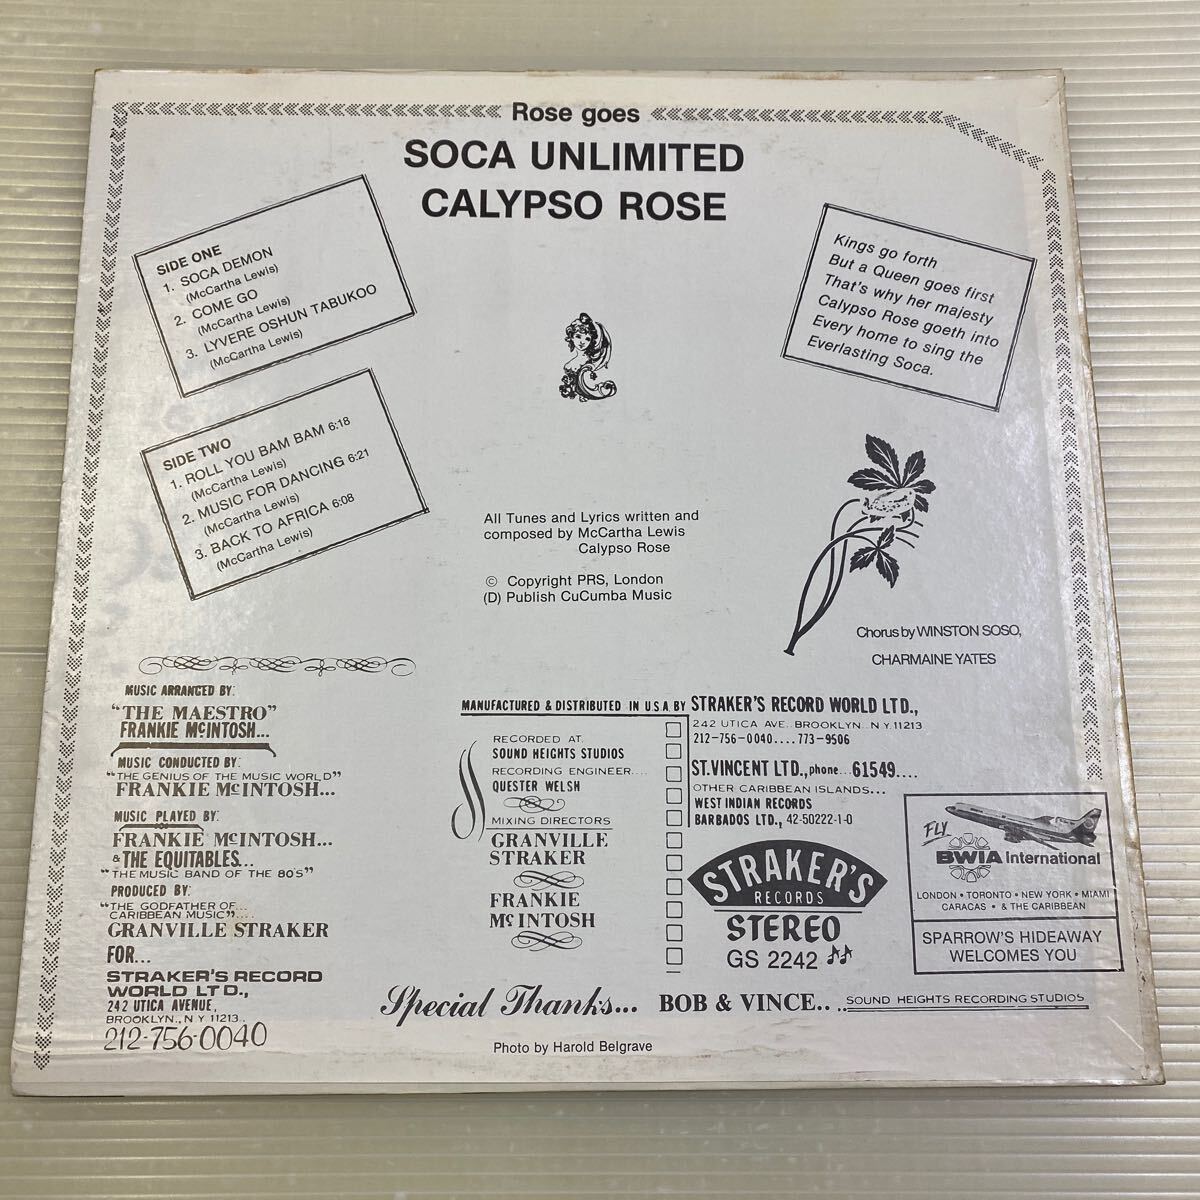 Rose goes
SOCA UNLIMITED
CALYPSO ROSE
SIDE ONE
1. SOCA DEMON
(McCartha Lewis)
2. COME GO
(McCartha Lewis)
3. LYVERE OSHUN TABUKOO
(McCartha Lewis)
SIDE TWO
1. ROLL YOU BAM BAM 6:18
(McCartha Lewis)
2. MUSIC FOR DANCING 6:21
(McCartha Lewis)
3. BACK TO AFRICA 6:08
(McCartha Lewis)
Kings go forth
But a Queen goes first
That's why her majesty
Calypso Rose goeth into
Every home to sing the
Everlasting Soca.
All Tunes and Lyrics written and
composed by McCartha Lewis
Calypso Rose
© Copyright PRS, London
(D) Publish CuCumba Music
Chorus by WINSTON SOSO,
CHARMAINE YATES
MUSIC ARRANGED BY:
"THE MAESTRO"
FRANKIE McINTOSH...
MUSIC CONDUCTED BY:
"THE GENIUS OF THE MUSIC WORLD"
FRANKIE McINTOSH...
MUSIC PLAYED BY:
FRANKIE McINTOSH...
& THE EQUITABLES...
"THE MUSIC BAND OF THE 80'S"
PRODUCED BY:
"THE GODFATHER OF...
CARIBBEAN MUSIC"....
GRANVILLE STRAKER
FOR...
STRAKER'S RECORD
WORLD LTD.,
242 UTICA AVENUE,
BROOKLYN., N Y 11213.,
212-756-0040
MANUFACTURED & DISTRIBUTED IN U.S.A BY
RECORDED AT
SOUND HEIGHTS STUDIOS
RECORDING ENGINEER....
QUESTER WELSH
MIXING DIRECTORS
GRANVILLE
STRAKER
FRANKIE
McINTOSH
STRAKER'S RECORD WORLD LTD.,
242 UTICA AVE. BROOKLYN. N.Y. 11213
212-756-0040....773-9506
ST.VINCENT LTD.,phone...61549....
OTHER CARIBBEAN ISLANDS...
WEST INDIAN RECORDS
BARBADOS LTD., 42-50222-1-0
STRAKER'S
RECORDS
STEREO
GS 2242
FLY
BWIA International
LONDON • TORONTO • NEW YORK • MIAMI
CARACAS • & THE CARIBBEAN
SPARROW'S HIDEAWAY
WELCOMES YOU
Special Thanks... BOB & VINCE.. ..SOUND HEIGHTS RECORDING STUDIOS
Photo by Harold Belgrave